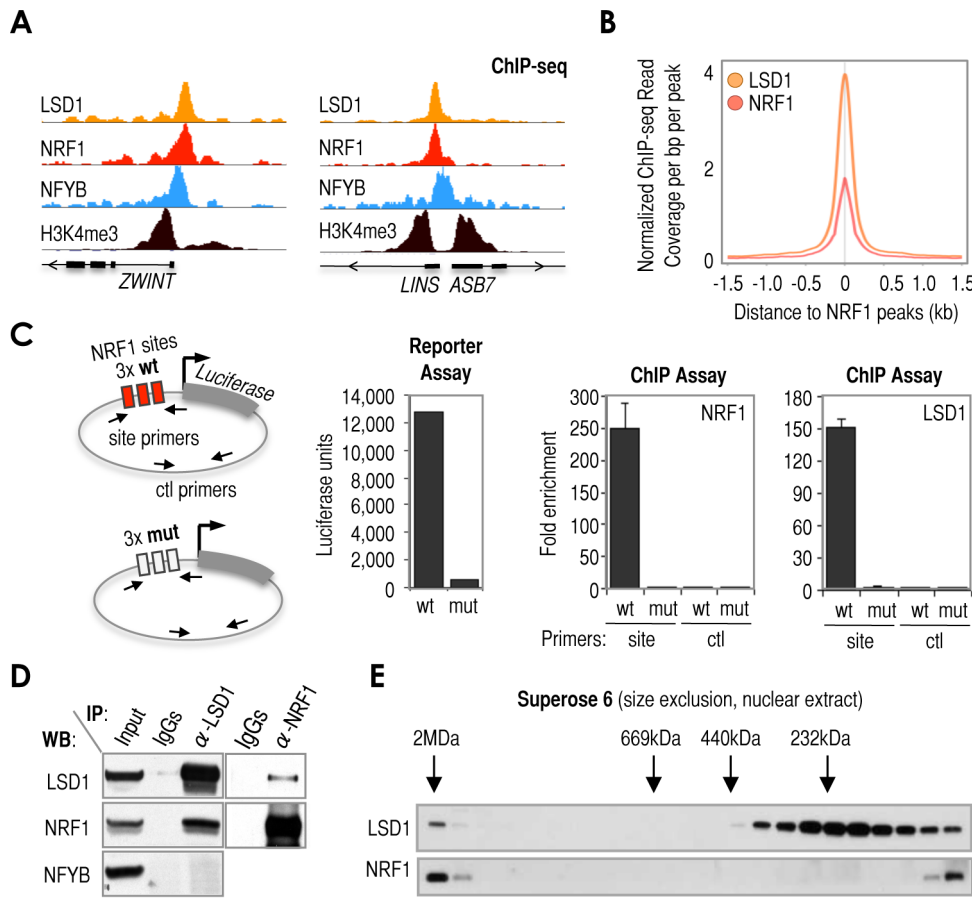 A
ChIP-seq
LSD1
NRF1
NFYB
H3K4me3
ZWINT
LSD1
NRF1
NFYB
H3K4me3
LINS ASB7
B
Normalized ChIP-seq Read
Coverage per bp per peak
4
2
0
LSD1
NRF1
-1.5 -1.0 -0.5 0 0.5 1.0 1.5
Distance to NRF1 peaks (kb)
C
NRF1 sites
3x wt
Luciferase
site primers
ctl primers
3x mut
Reporter
Assay
Luciferase units
14,000
12,000
10,000
8,000
6,000
4,000
2,000
0
wt mut
ChIP Assay
NRF1
Fold enrichment
300
250
200
150
100
50
0
wt mut wt mut
Primers: site ctl
ChIP Assay
LSD1
180
150
120
90
60
30
0
wt mut wt mut
site ctl
D
IP:
WB:
Input IgGs α-LSD1 IgGs α-NRF1
LSD1
NRF1
NFYB
E
Superose 6 (size exclusion, nuclear extract)
2MDa 669kDa 440kDa 232kDa
LSD1
NRF1